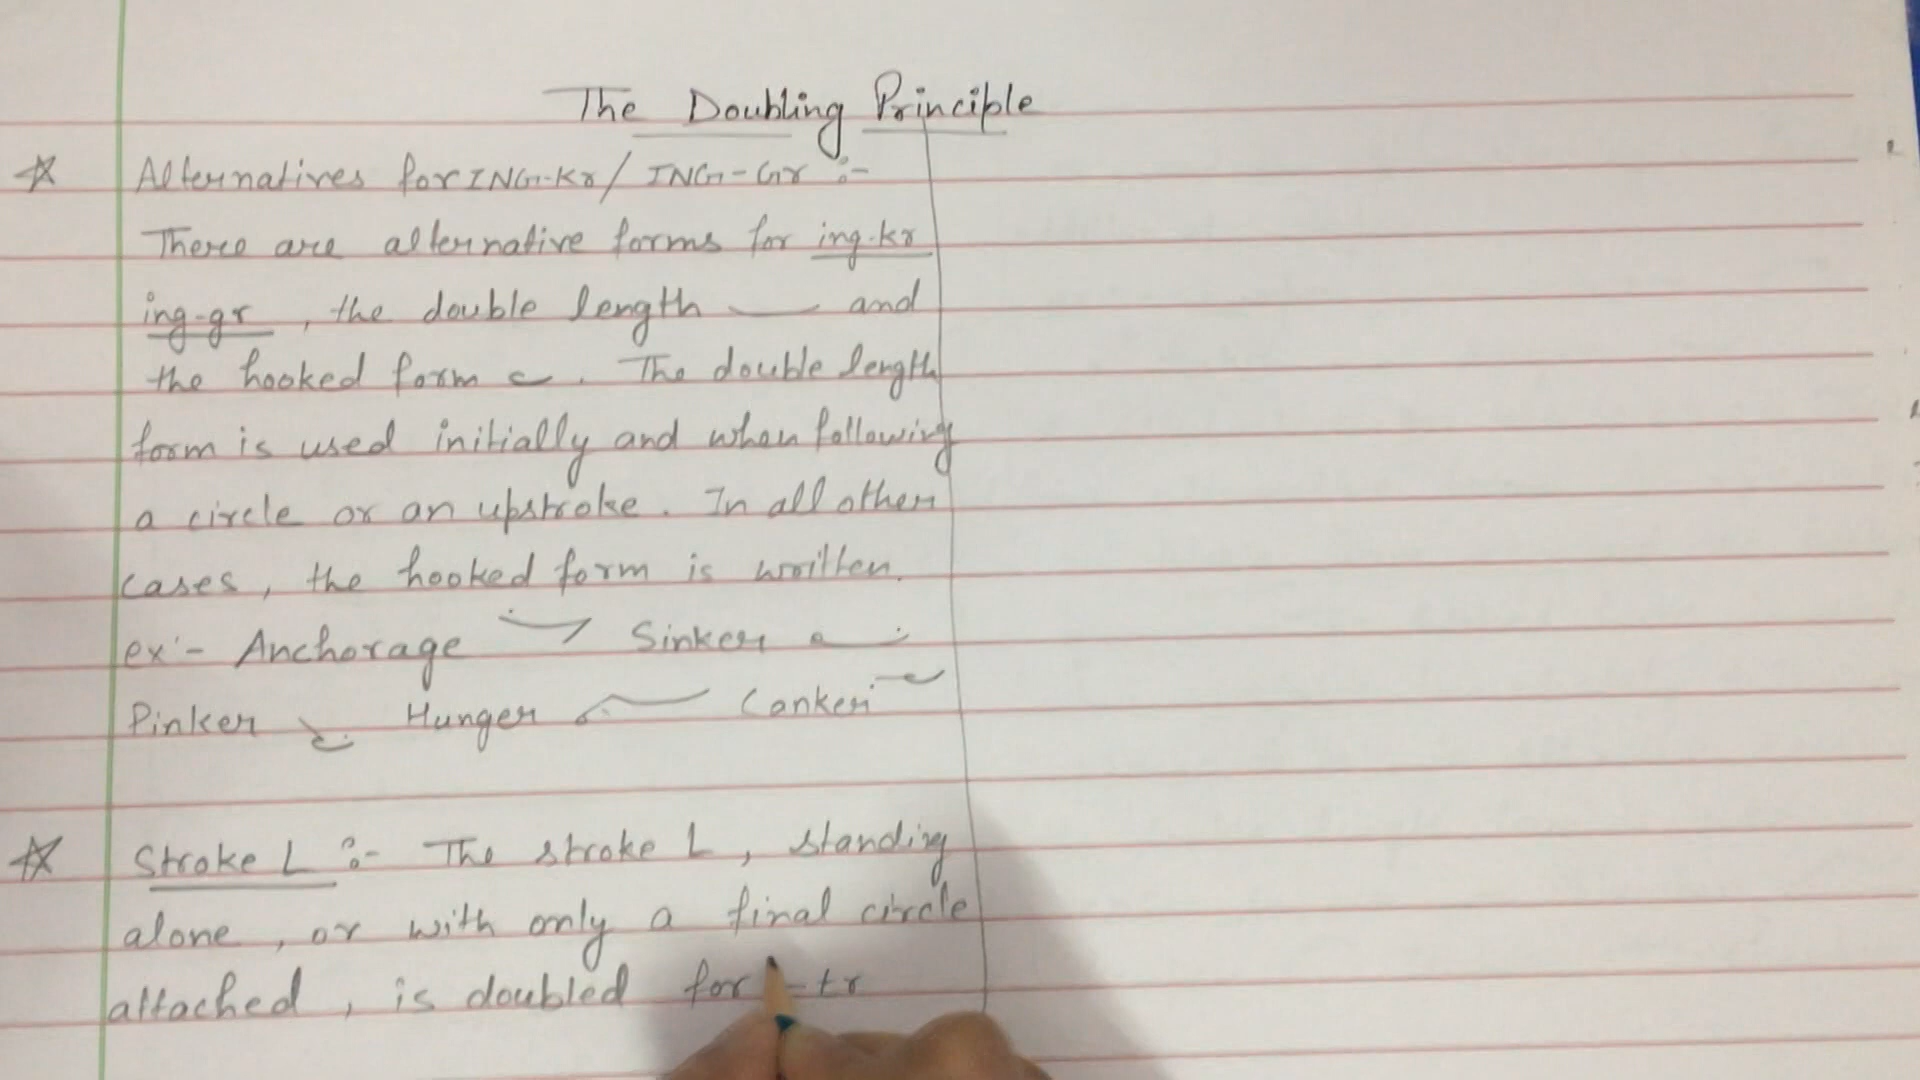 The Doubling Principle
☆ Alternatives for ING-Kr / ING-Gr :-
There are alternative forms for ing-kr
ing-gr, the double length and
the hooked form. The double length
form is used initially and when following
a circle or an upstroke. In all other
cases, the hooked form is written.
ex:- Anchorage Sinker
Pinker Hunger Canker
☆ Stroke L :- The stroke L, standing
alone, or with only a final circle
attached, is doubled for -tr